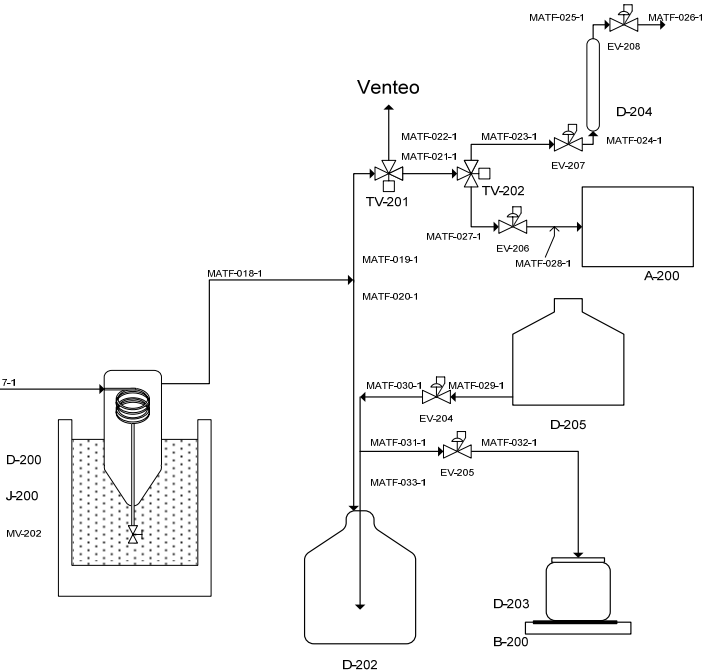 MATF-025-1
MATF-026-1
EV-208
Venteo
D-204
MATF-022-1
MATF-023-1
MATF-024-1
MATF-021-1
EV-207
TV-201
TV-202
MATF-027-1
EV-206
MATF-028-1
MATF-019-1
MATF-018-1
A-200
MATF-020-1
7-1
MATF-030-1
MATF-029-1
EV-204
D-205
MATF-031-1
MATF-032-1
D-200
EV-205
MATF-033-1
J-200
MV-202
D-203
B-200
D-202